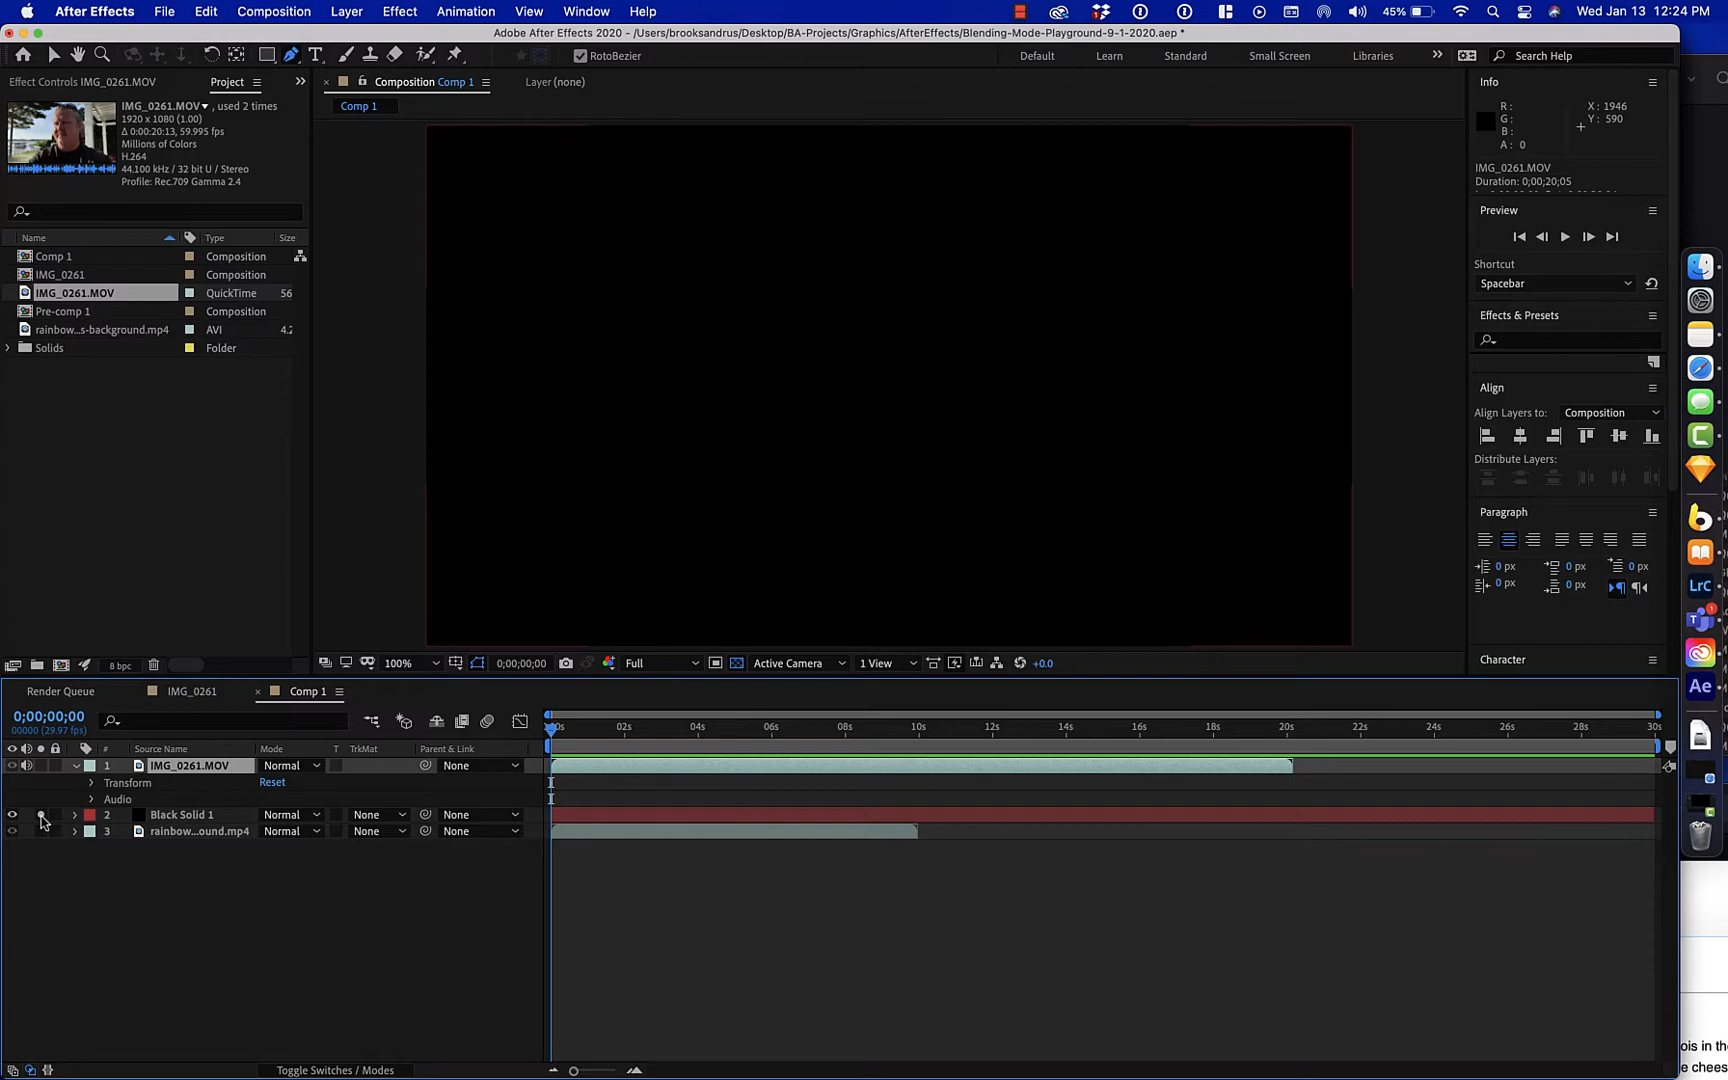 After Effects File Edit Composition Layer Effect Animation View Window Help 45% Wed Jan 13 12:24 PM
Adobe After Effects 2020 - /Users/brooksandrus/Desktop/BA-Projects/Graphics/AfterEffects/Blending-Mode-Playground-9-1-2020.aep *
RotoBezier Default Learn Standard Small Screen Libraries Search Help
Effect Controls IMG_0261.MOV Project Composition Comp 1 Layer (none) Info
IMG_0261.MOV, used 2 times
1920 x 1080 (1.00)
Δ 0:00:20:13, 59.995 fps
Millions of Colors
H.264
44.100 kHz / 32 bit U / Stereo
Profile: Rec.709 Gamma 2.4
Comp 1
R : X : 1946
G : Y : 590
B :
A : 0
IMG_0261.MOV
Duration: 0;00;20;05
Preview
Shortcut
Spacebar
Effects & Presets
Align
Align Layers to: Composition
Distribute Layers:
Paragraph
0 px 0 px 0 px
0 px 0 px
Character
Name Type Size
Comp 1 Composition
IMG_0261 Composition
IMG_0261.MOV QuickTime 56
Pre-comp 1 Composition
rainbow...s-background.mp4 AVI 4.2
Solids Folder
8 bpc 100% 0;00;00;00 Full Active Camera 1 View +0.0
Render Queue IMG_0261 Comp 1
0;00;00;00
00000 (29.97 fps)
00s 02s 04s 06s 08s 10s 12s 14s 16s 18s 20s 22s 24s 26s 28s 30s
# Source Name Mode T TrkMat Parent & Link
1 IMG_0261.MOV Normal None
Transform Reset
Audio
2 Black Solid 1 Normal None None
3 rainbow...ound.mp4 Normal None None
Toggle Switches / Modes
LrC
1
Ae
ois in th
e chees